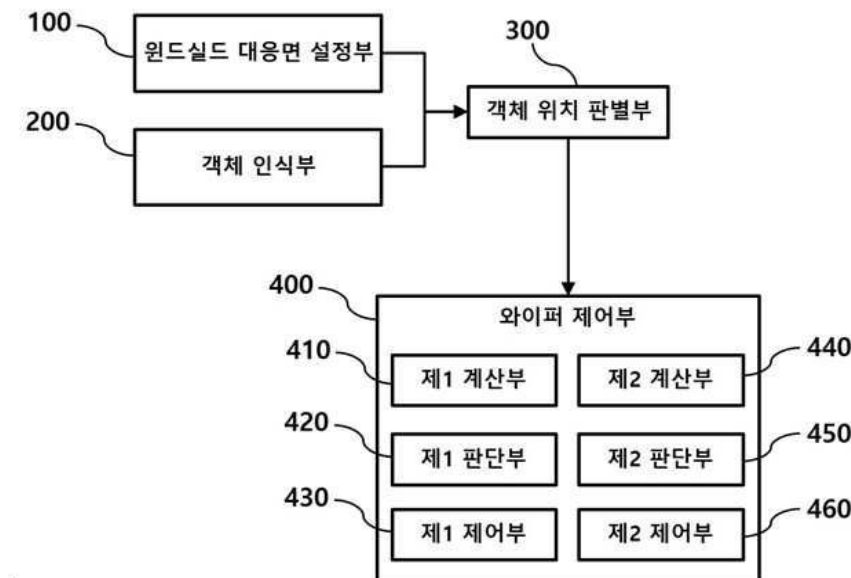 100
윈드실드 대응면 설정부
300
200
객체 인식부
객체 위치 판별부
400
와이퍼 제어부
410
제1 계산부
제2 계산부
440
420
제1 판단부
제2 판단부
450
430
제1 제어부
제2 제어부
460